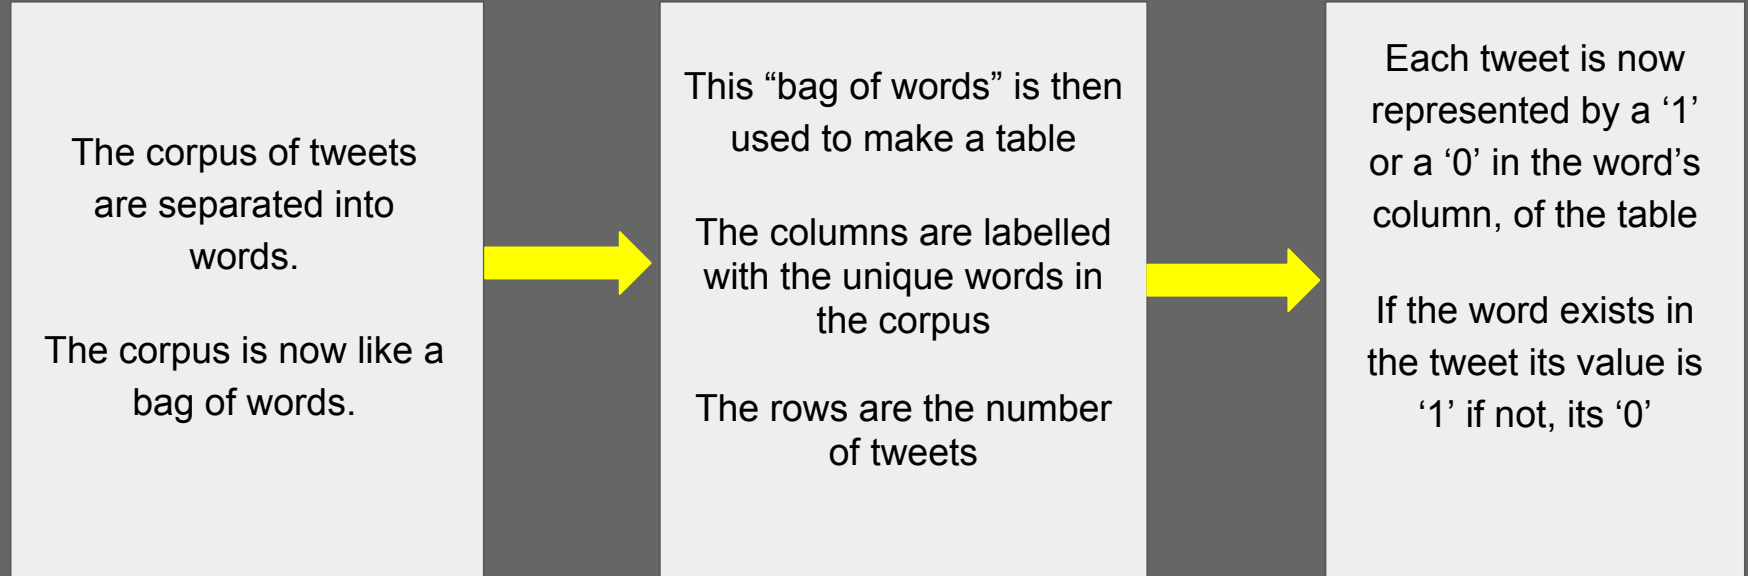 The corpus of tweets
are separated into
words.
The corpus is now like a
bag of words.
This “bag of words” is then
used to make a table
The columns are labelled
with the unique words in
the corpus
The rows are the number
of tweets
Each tweet is now
represented by a ‘1’
or a ‘0’ in the word’s
column, of the table
If the word exists in
the tweet its value is
‘1’ if not, its ‘0’